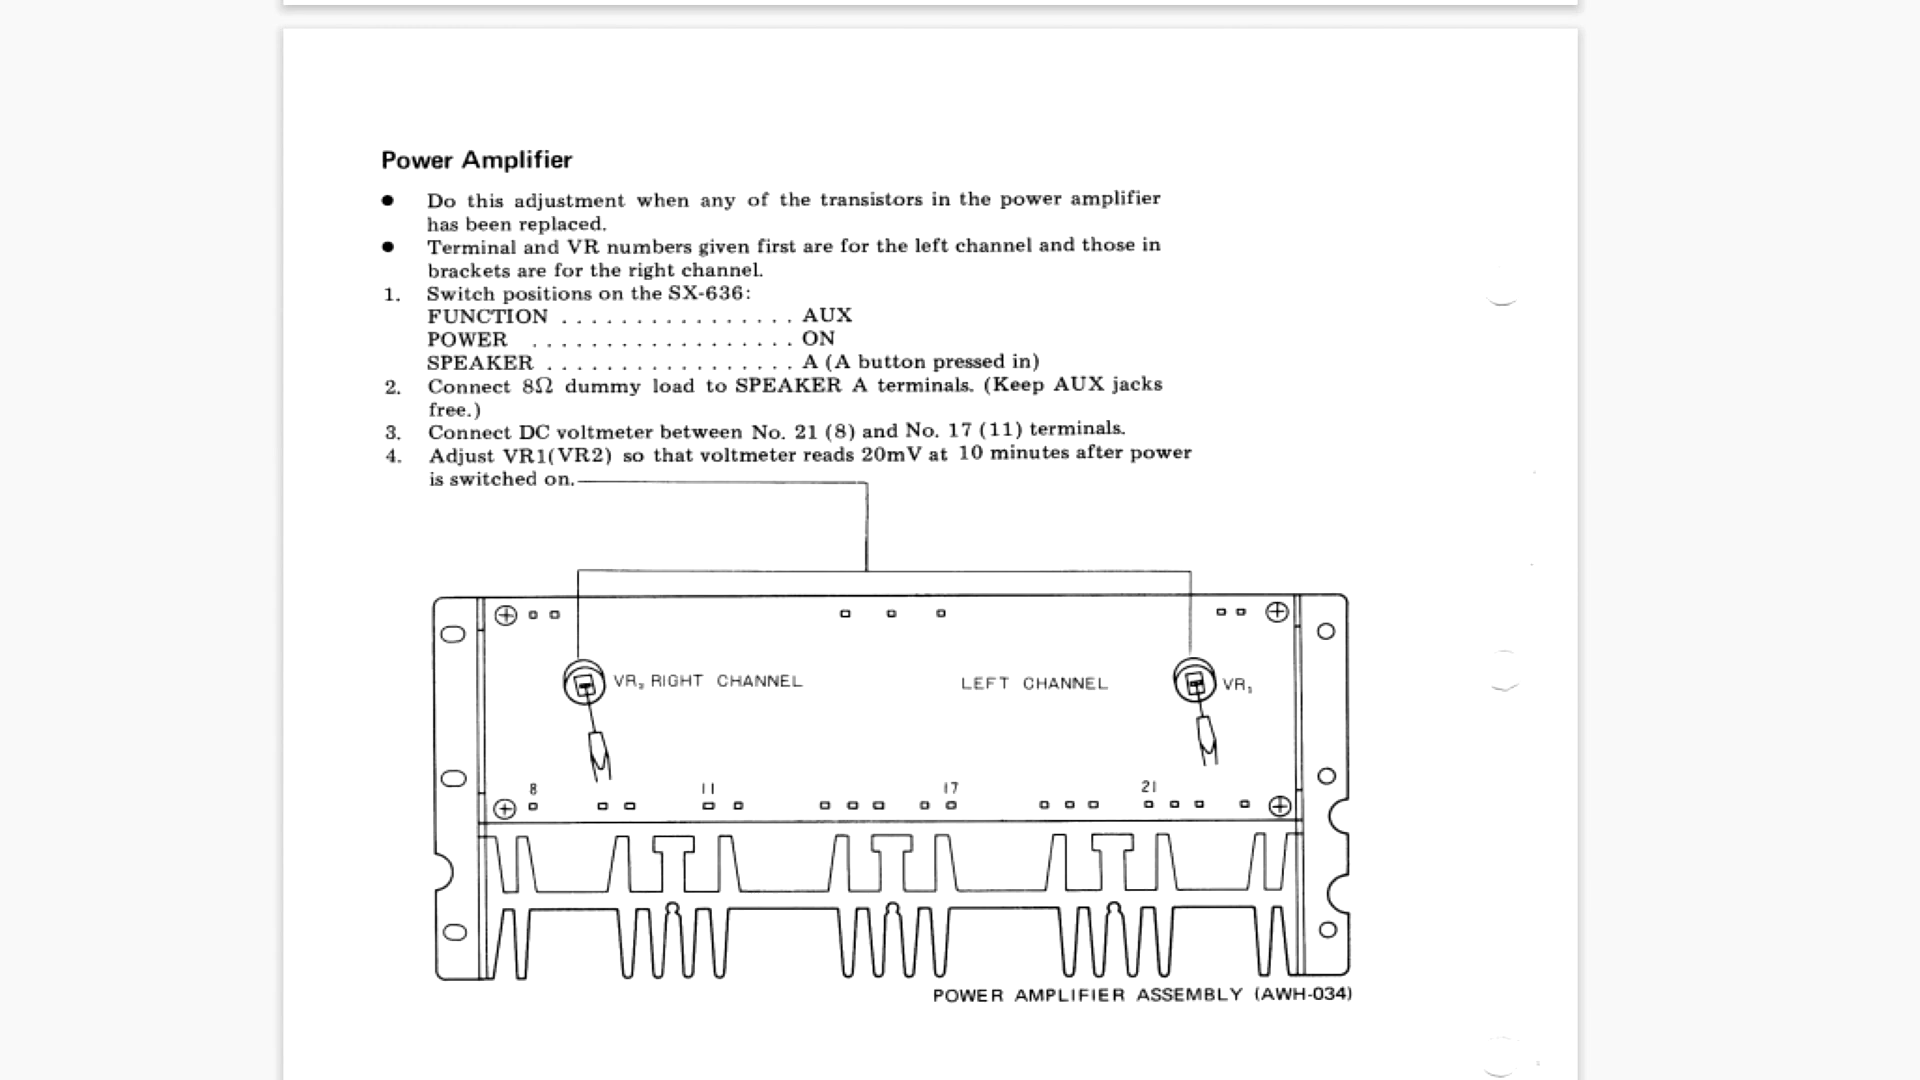 Power Amplifier
● Do this adjustment when any of the transistors in the power amplifier
has been replaced.
● Terminal and VR numbers given first are for the left channel and those in
brackets are for the right channel.
1. Switch positions on the SX-636:
FUNCTION . . . . . . . . . . . . . . . . AUX
POWER . . . . . . . . . . . . . . . . . . ON
SPEAKER . . . . . . . . . . . . . . . . . A (A button pressed in)
2. Connect 8Ω dummy load to SPEAKER A terminals. (Keep AUX jacks
free.)
3. Connect DC voltmeter between No. 21 (8) and No. 17 (11) terminals.
4. Adjust VR1(VR2) so that voltmeter reads 20mV at 10 minutes after power
is switched on.
VR₂ RIGHT CHANNEL
LEFT CHANNEL
VR₁
8 11 17 21
POWER AMPLIFIER ASSEMBLY (AWH-034)